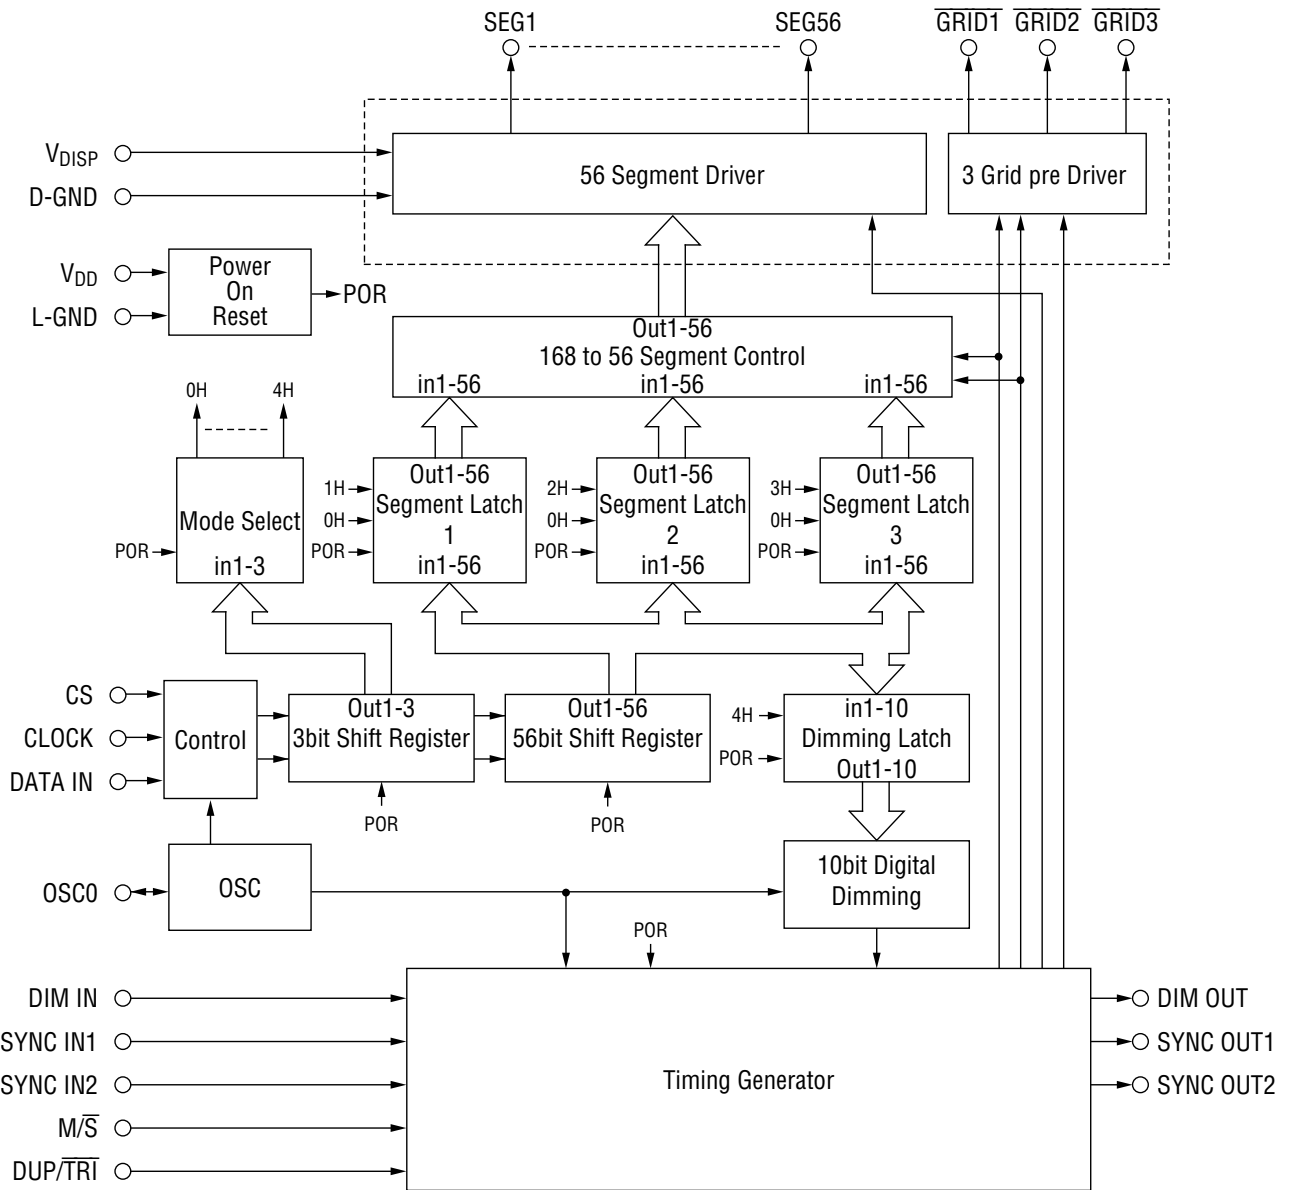 SEG1 SEG56 GRID1 GRID2 GRID3
VDISP
56 Segment Driver
3 Grid pre Driver
D-GND
VDD
L-GND
Power
On
Reset
POR
Out1-56
168 to 56 Segment Control
in1-56 in1-56 in1-56
0H 4H
Mode Select
in1-3
POR
1H
0H
POR
Out1-56
Segment Latch
1
in1-56
2H
0H
POR
Out1-56
Segment Latch
2
in1-56
3H
0H
POR
Out1-56
Segment Latch
3
in1-56
CS
CLOCK
DATA IN
Control
Out1-3
3bit Shift Register
POR
Out1-56
56bit Shift Register
POR
4H
POR
in1-10
Dimming Latch
Out1-10
OSC0
OSC
10bit Digital
Dimming
POR
DIM IN
SYNC IN1
SYNC IN2
M/S̅
DUP/T̅R̅I̅
Timing Generator
DIM OUT
SYNC OUT1
SYNC OUT2